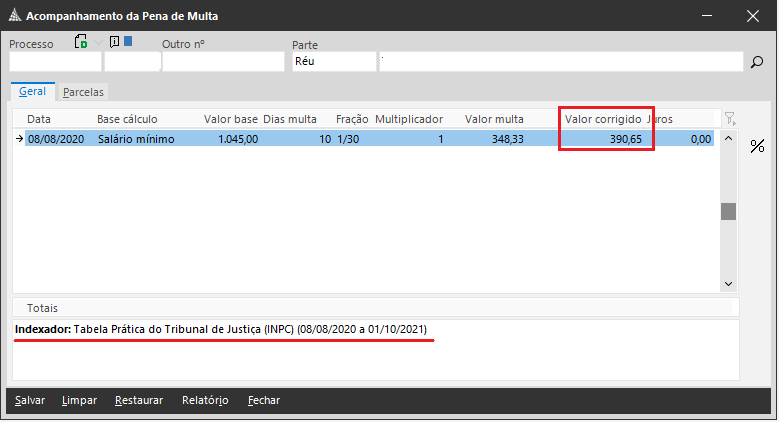 Acompanhamento da Pena de Multa
Processo Outro nº Parte
Réu
Geral Parcelas
Data Base cálculo Valor base Dias multa Fração Multiplicador Valor multa Valor corrigido Juros
08/08/2020 Salário mínimo 1.045,00 10 1/30 1 348,33 390,65 0,00
%
Totais
Indexador: Tabela Prática do Tribunal de Justiça (INPC) (08/08/2020 a 01/10/2021)
Salvar Limpar Restaurar Relatório Fechar